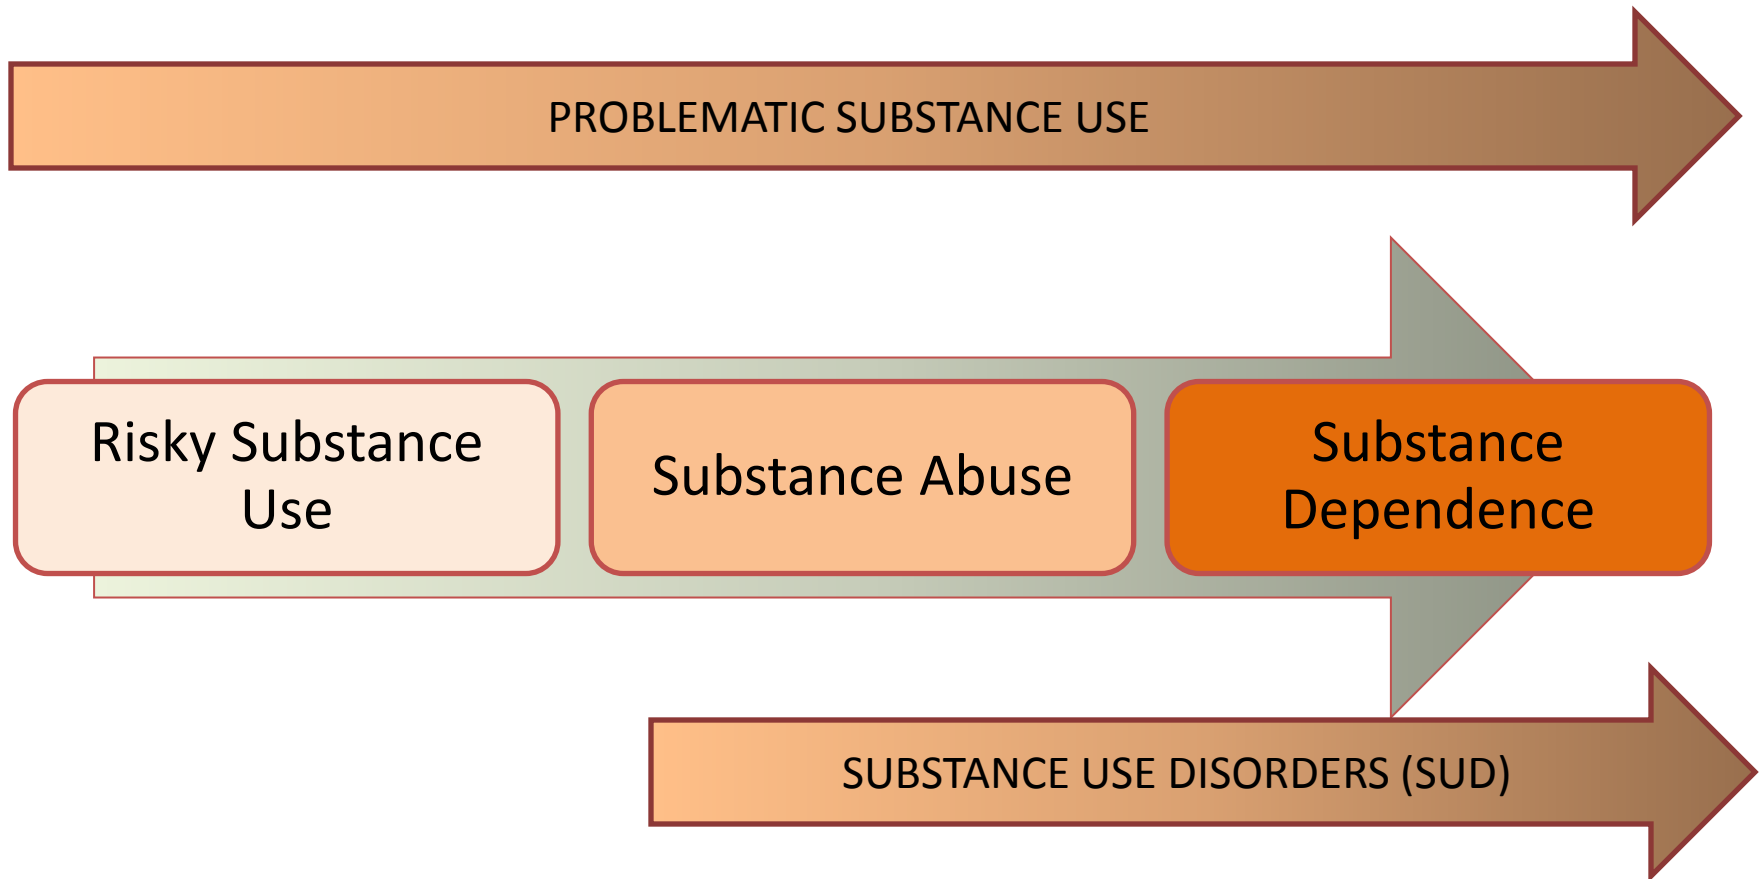 PROBLEMATIC SUBSTANCE USE
Risky Substance
Use
Substance Abuse
Substance
Dependence
SUBSTANCE USE DISORDERS (SUD)